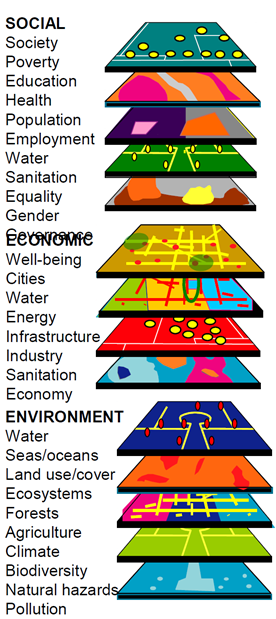 SOCIAL
Society
Poverty
Education
Health
Population
Employment
Water
Sanitation
Equality
Gender
Governance
ECONOMIC
Well-being
Cities
Water
Energy
Infrastructure
Industry
Sanitation
Economy
ENVIRONMENT
Water
Seas/oceans
Land use/cover
Ecosystems
Forests
Agriculture
Climate
Biodiversity
Natural hazards
Pollution